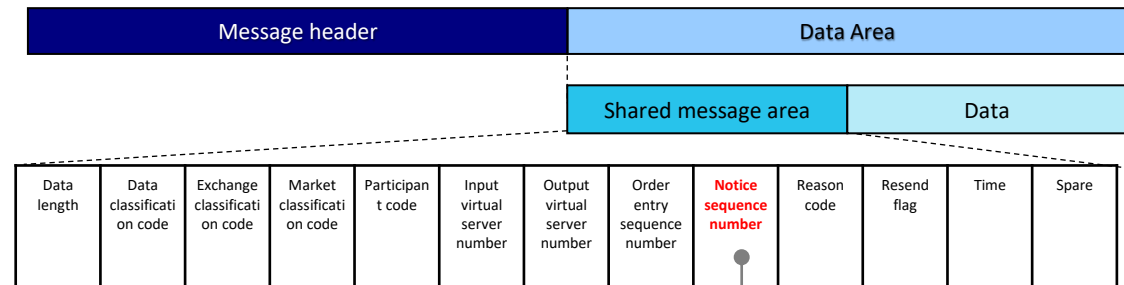 Message header
Data Area
Shared message area
Data
Data
length
Data
classificati
on code
Exchange
classificati
on code
Market
classificati
on code
Participan
t code
Input
virtual
server
number
Output
virtual
server
number
Order
entry
sequence
number
Notice
sequence
number
Reason
code
Resend
flag
Time
Spare